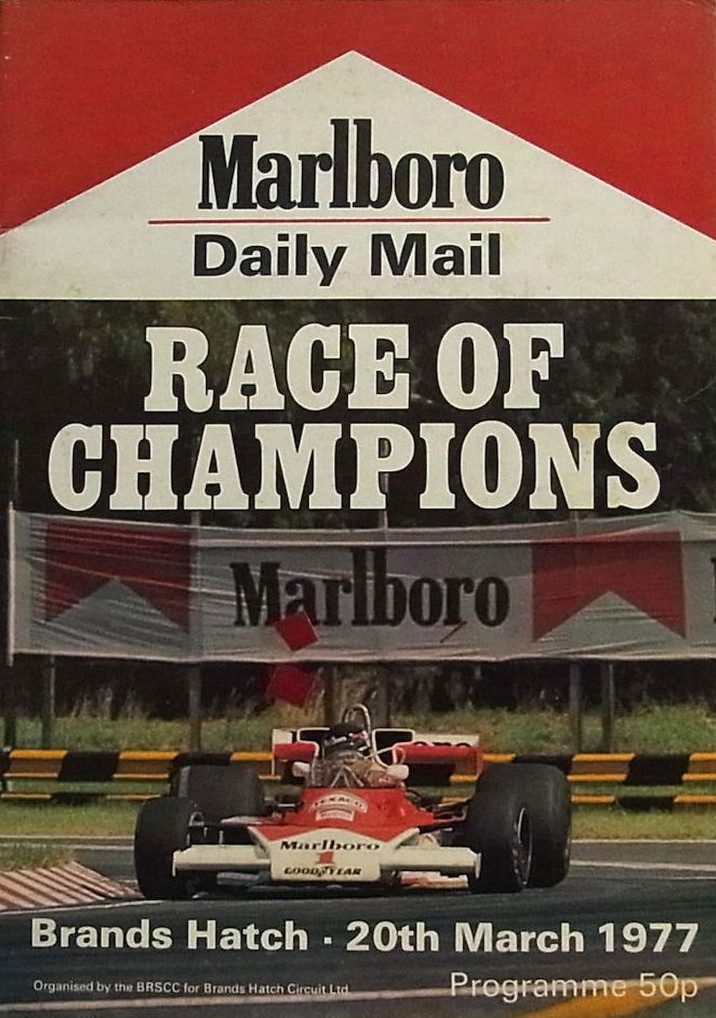 Marlboro
Daily Mail
RACE OF
CHAMPIONS
Marlboro
TEXACO
Marlboro
1
GOODYEAR
Brands Hatch · 20th March 1977
Organised by the BRSCC for Brands Hatch Circuit Ltd
Programme 50p